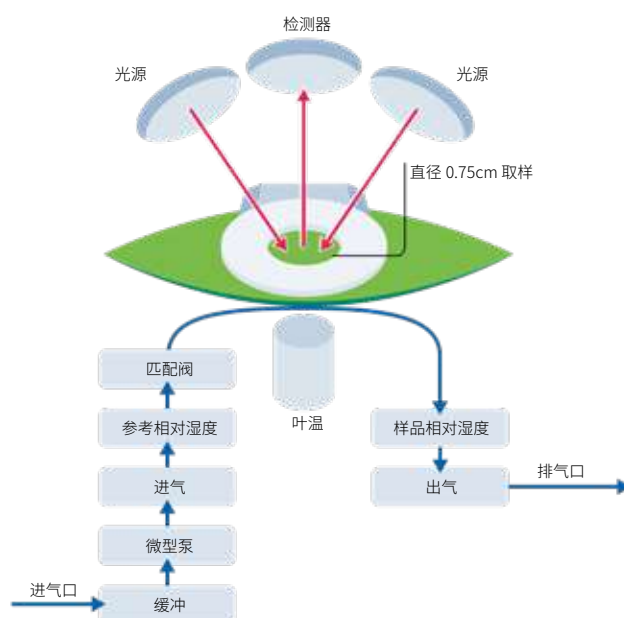 检测器
光源
光源
直径 0.75cm 取样
匹配阀
叶温
参考相对湿度
样品相对湿度
进气
出气
排气口
微型泵
进气口
缓冲